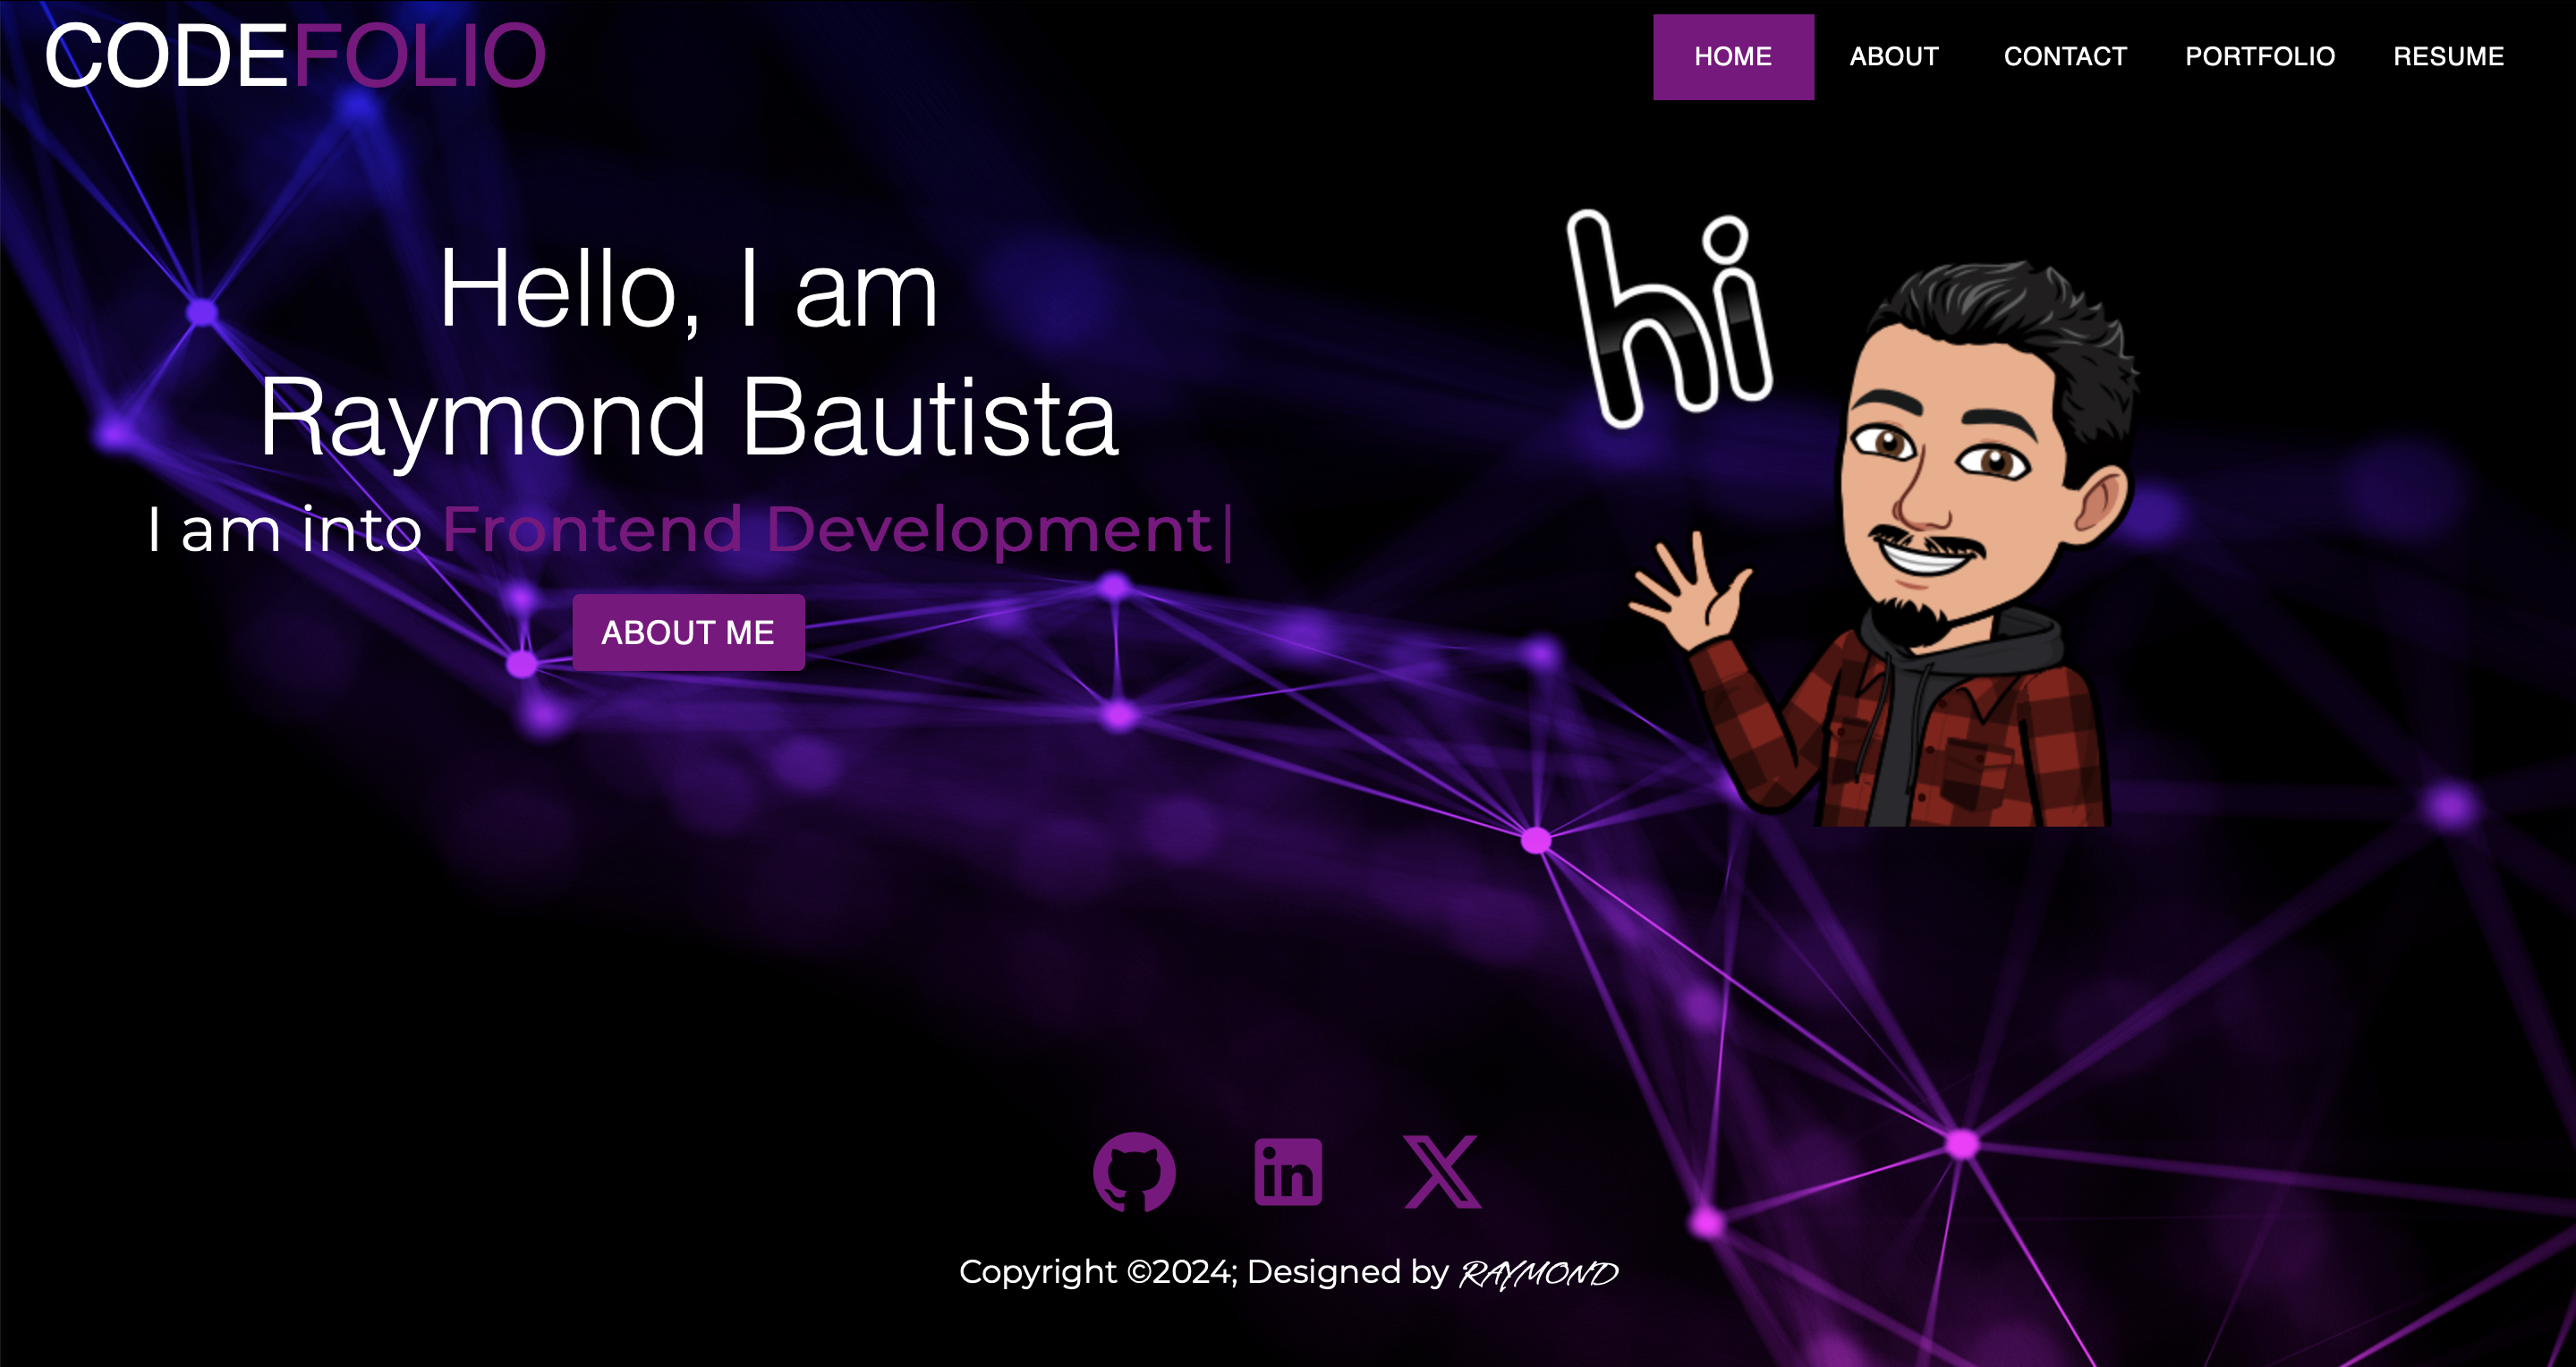 CODEFOLIO
HOME ABOUT CONTACT PORTFOLIO RESUME
hi
Hello, I am
Raymond Bautista
I am into Frontend Development|
ABOUT ME
in
Copyright ©2024; Designed by RAYMOND